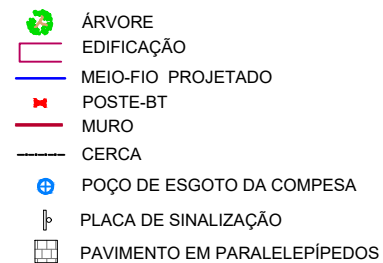 ÁRVORE
EDIFICAÇÃO
MEIO-FIO PROJETADO
POSTE-BT
MURO
CERCA
POÇO DE ESGOTO DA COMPESA
PLACA DE SINALIZAÇÃO
PAVIMENTO EM PARALELEPÍPEDOS